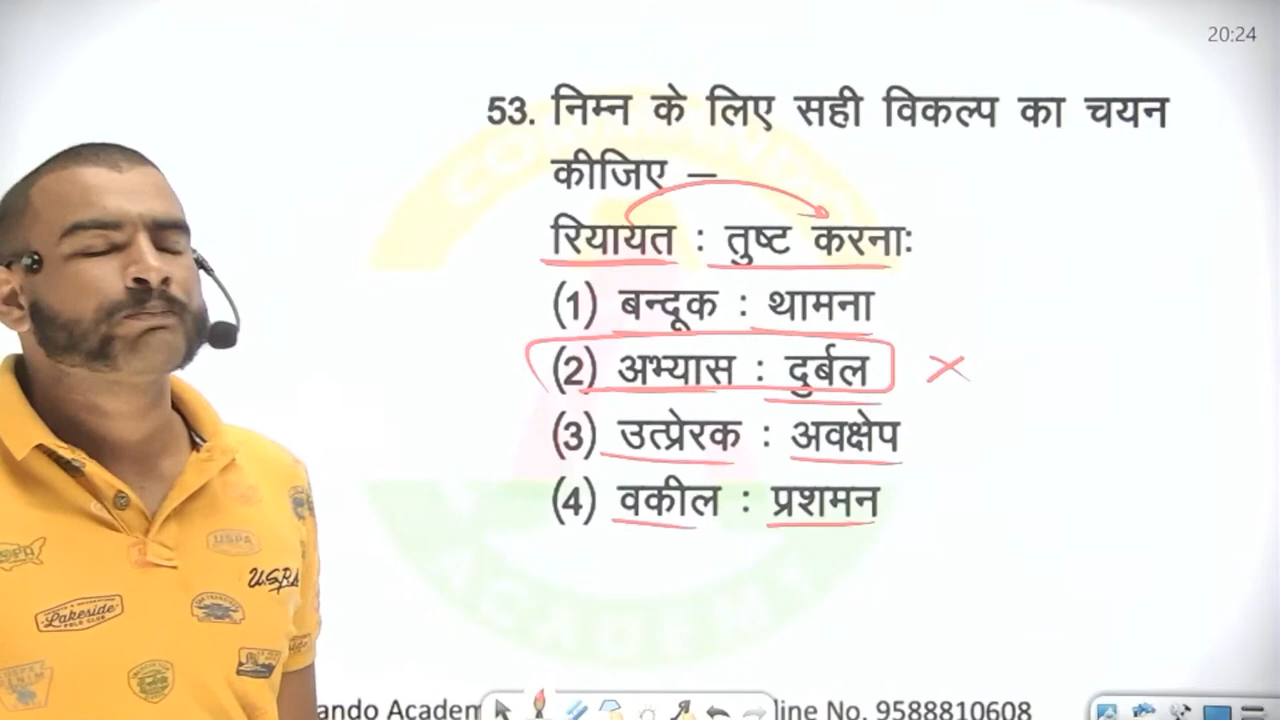 20:24
53. निम्न के लिए सही विकल्प का चयन
कीजिए –
रियायत : तुष्ट करनाः
(1) बन्दूक : थामना
(2) अभ्यास : दुर्बल
(3) उत्प्रेरक : अवक्षेप
(4) वकील : प्रशमन
USPA
U.S.P.A
Lakeside
No. 9588810608